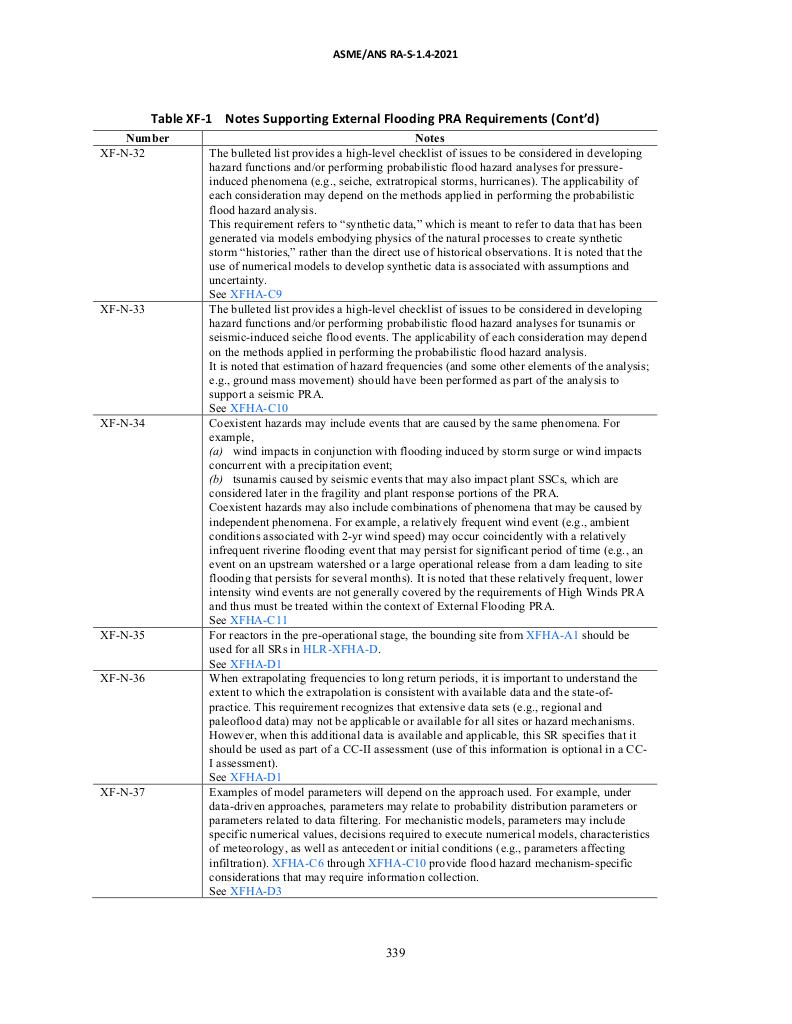 ASME/ANS RA-S-1.4-2021
Table XF-1 Notes Supporting External Flooding PRA Requirements (Cont’d)
Number Notes
XF-N-32 The bulleted list provides a high-level checklist of issues to be considered in developing
hazard functions and/or performing probabilistic flood hazard analyses for pressure-
induced phenomena (e.g., seiche, extratropical storms, hurricanes). The applicability of
each consideration may depend on the methods applied in performing the probabilistic
flood hazard analysis.
This requirement refers to “synthetic data,” which is meant to refer to data that has been
generated via models embodying physics of the natural processes to create synthetic
storm “histories,” rather than the direct use of historical observations. It is noted that the
use of numerical models to develop synthetic data is associated with assumptions and
uncertainty.
See XFHA-C9
XF-N-33 The bulleted list provides a high-level checklist of issues to be considered in developing
hazard functions and/or performing probabilistic flood hazard analyses for tsunamis or
seismic-induced seiche flood events. The applicability of each consideration may depend
on the methods applied in performing the probabilistic flood hazard analysis.
It is noted that estimation of hazard frequencies (and some other elements of the analysis;
e.g., ground mass movement) should have been performed as part of the analysis to
support a seismic PRA.
See XFHA-C10
XF-N-34 Coexistent hazards may include events that are caused by the same phenomena. For
example,
(a) wind impacts in conjunction with flooding induced by storm surge or wind impacts
concurrent with a precipitation event;
(b) tsunamis caused by seismic events that may also impact plant SSCs, which are
considered later in the fragility and plant response portions of the PRA.
Coexistent hazards may also include combinations of phenomena that may be caused by
independent phenomena. For example, a relatively frequent wind event (e.g., ambient
conditions associated with 2-yr wind speed) may occur coincidently with a relatively
infrequent riverine flooding event that may persist for significant period of time (e.g., an
event on an upstream watershed or a large operational release from a dam leading to site
flooding that persists for several months). It is noted that these relatively frequent, lower
intensity wind events are not generally covered by the requirements of High Winds PRA
and thus must be treated within the context of External Flooding PRA.
See XFHA-C11
XF-N-35 For reactors in the pre-operational stage, the bounding site from XFHA-A1 should be
used for all SRs in HLR-XFHA-D.
See XFHA-D1
XF-N-36 When extrapolating frequencies to long return periods, it is important to understand the
extent to which the extrapolation is consistent with available data and the state-of-
practice. This requirement recognizes that extensive data sets (e.g., regional and
paleoflood data) may not be applicable or available for all sites or hazard mechanisms.
However, when this additional data is available and applicable, this SR specifies that it
should be used as part of a CC-II assessment (use of this information is optional in a CC-
I assessment).
See XFHA-D1
XF-N-37 Examples of model parameters will depend on the approach used. For example, under
data-driven approaches, parameters may relate to probability distribution parameters or
parameters related to data filtering. For mechanistic models, parameters may include
specific numerical values, decisions required to execute numerical models, characteristics
of meteorology, as well as antecedent or initial conditions (e.g., parameters affecting
infiltration). XFHA-C6 through XFHA-C10 provide flood hazard mechanism-specific
considerations that may require information collection.
See XFHA-D3
339